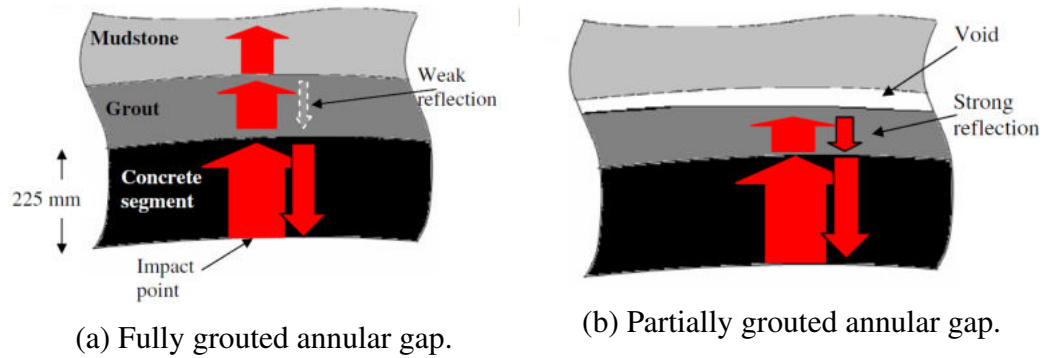 Mudstone
Weak
reflection
Grout
Concrete
segment
225 mm
Impact
point
(a) Fully grouted annular gap.
Void
Strong
reflection
(b) Partially grouted annular gap.